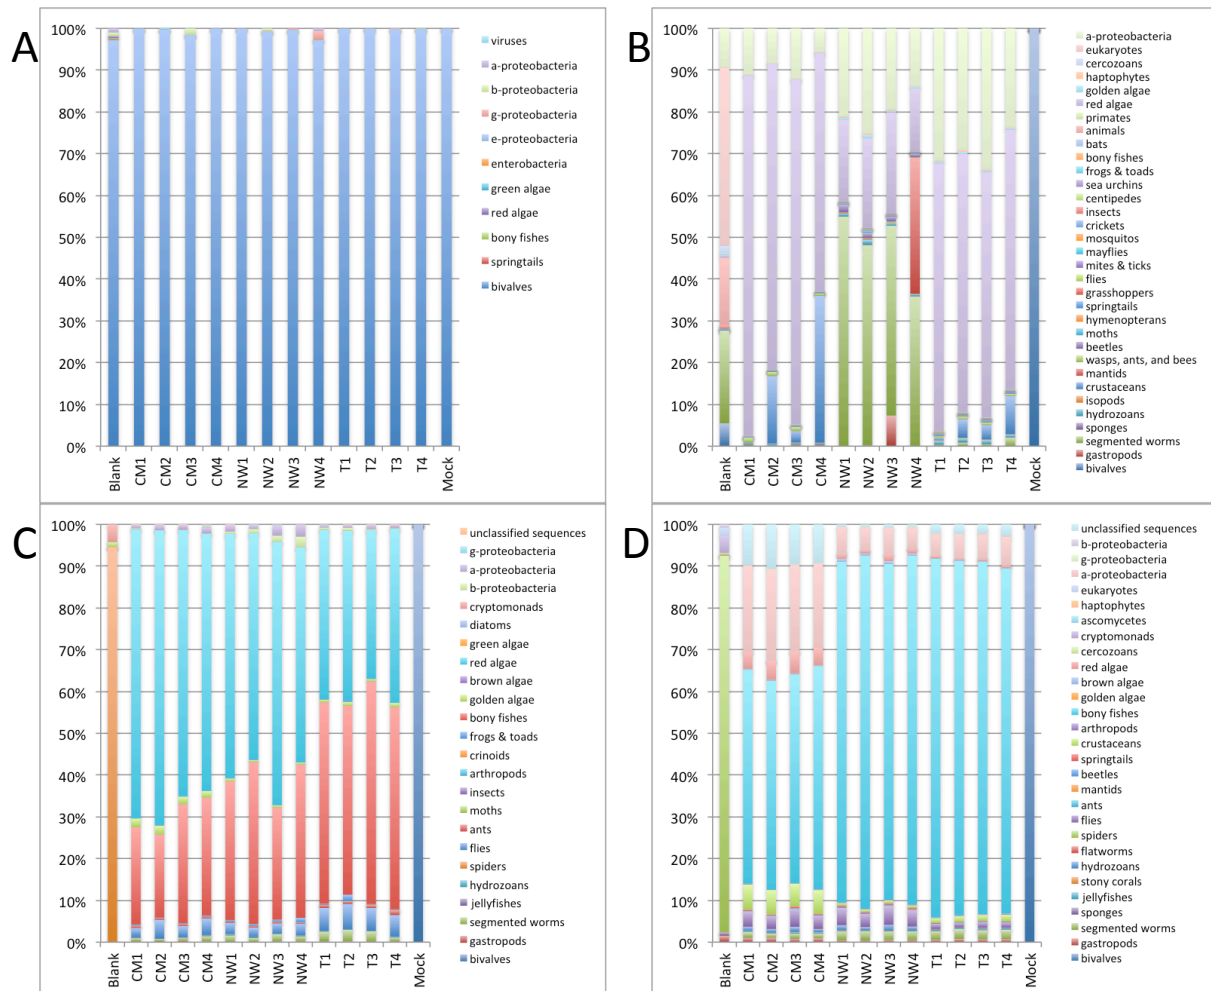 A
100%
90%
80%
70%
60%
50%
40%
30%
20%
10%
0%
Blank
CM1
CM2
CM3
CM4
NW1
NW2
NW3
NW4
T1
T2
T3
T4
Mock
viruses
a-proteobacteria
b-proteobacteria
g-proteobacteria
e-proteobacteria
enterobacteria
green algae
red algae
bony fishes
springtails
bivalves
B
100%
90%
80%
70%
60%
50%
40%
30%
20%
10%
0%
Blank
CM1
CM2
CM3
CM4
NW1
NW2
NW3
NW4
T1
T2
T3
T4
Mock
a-proteobacteria
eukaryotes
cercozoans
haptophytes
golden algae
red algae
primates
animals
bats
bony fishes
frogs & toads
sea urchins
centipedes
insects
crickets
mosquitos
mayflies
mites & ticks
flies
grasshoppers
springtails
hymenopterans
moths
beetles
wasps, ants, and bees
mantids
crustaceans
isopods
hydrozoans
sponges
segmented worms
gastropods
bivalves
C
100%
90%
80%
70%
60%
50%
40%
30%
20%
10%
0%
Blank
CM1
CM2
CM3
CM4
NW1
NW2
NW3
NW4
T1
T2
T3
T4
Mock
unclassified sequences
g-proteobacteria
a-proteobacteria
b-proteobacteria
cryptomonads
diatoms
green algae
red algae
brown algae
golden algae
bony fishes
frogs & toads
crinoids
arthropods
insects
moths
ants
flies
spiders
hydrozoans
jellyfishes
segmented worms
gastropods
bivalves
D
100%
90%
80%
70%
60%
50%
40%
30%
20%
10%
0%
Blank
CM1
CM2
CM3
CM4
NW1
NW2
NW3
NW4
T1
T2
T3
T4
Mock
unclassified sequences
b-proteobacteria
g-proteobacteria
a-proteobacteria
eukaryotes
haptophytes
ascomycetes
cryptomonads
cercozoans
red algae
brown algae
golden algae
bony fishes
arthropods
crustaceans
springtails
beetles
mantids
ants
flies
spiders
flatworms
hydrozoans
stony corals
jellyfishes
sponges
segmented worms
gastropods
bivalves